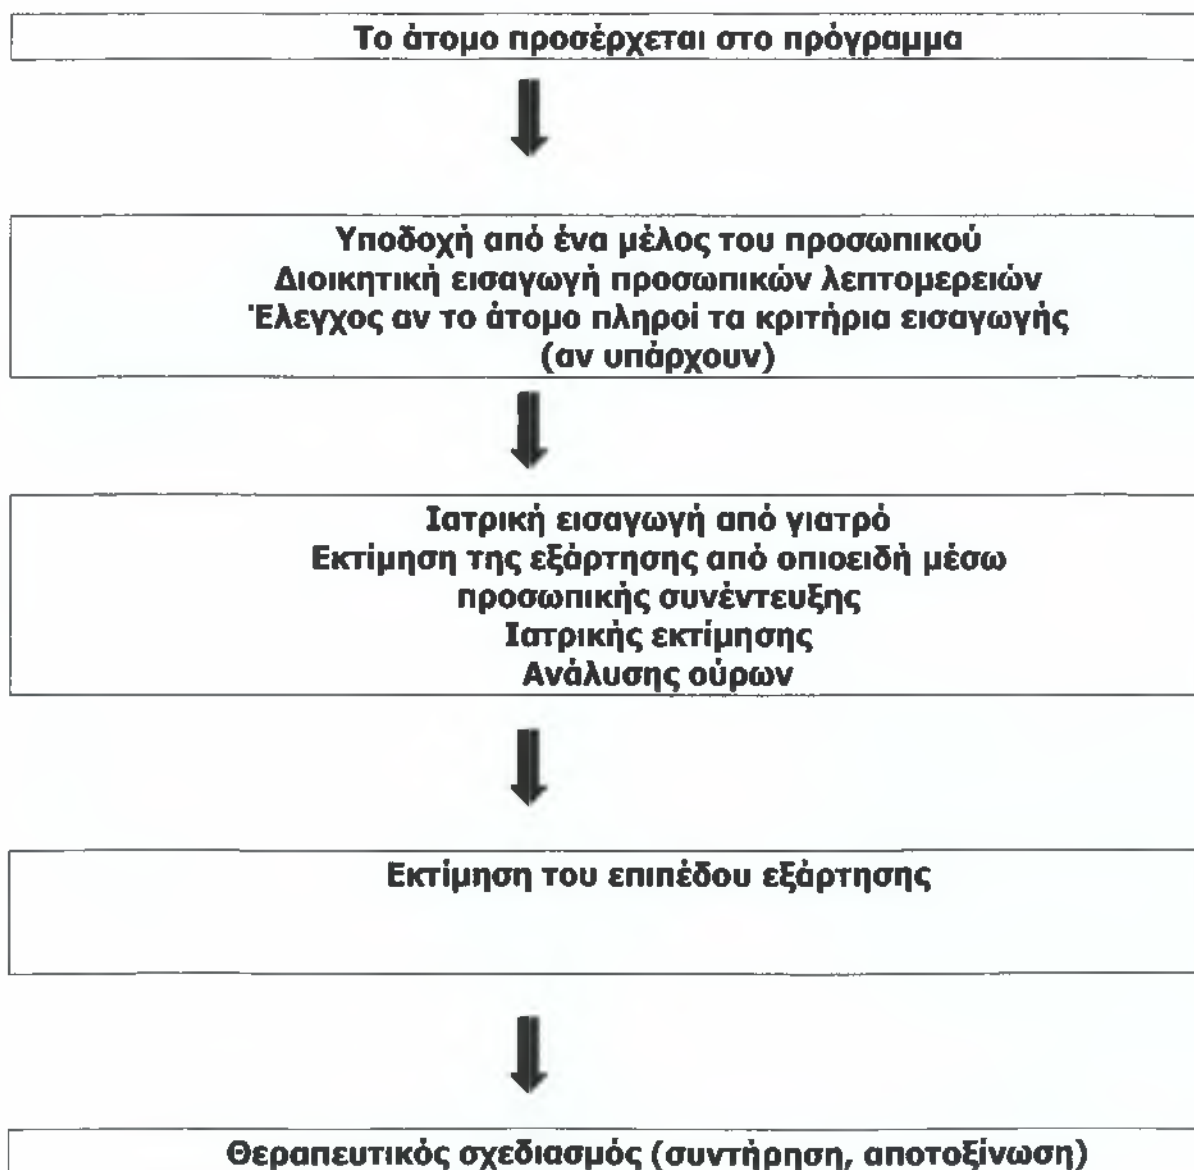 Το άτομο προσέρχεται στο πρόγραμμα
Υποδοχή από ένα μέλος του προσωπικού
Διοικητική εισαγωγή προσωπικών λεπτομερειών
Έλεγχος αν το άτομο πληροί τα κριτήρια εισαγωγής
(αν υπάρχουν)
Ιατρική εισαγωγή από γιατρό
Εκτίμηση της εξάρτησης από οπιοειδή μέσω
προσωπικής συνέντευξης
Ιατρικής εκτίμησης
Ανάλυσης ούρων
Εκτίμηση του επιπέδου εξάρτησης
Θεραπευτικός σχεδιασμός (συντήρηση, αποτοξίνωση)